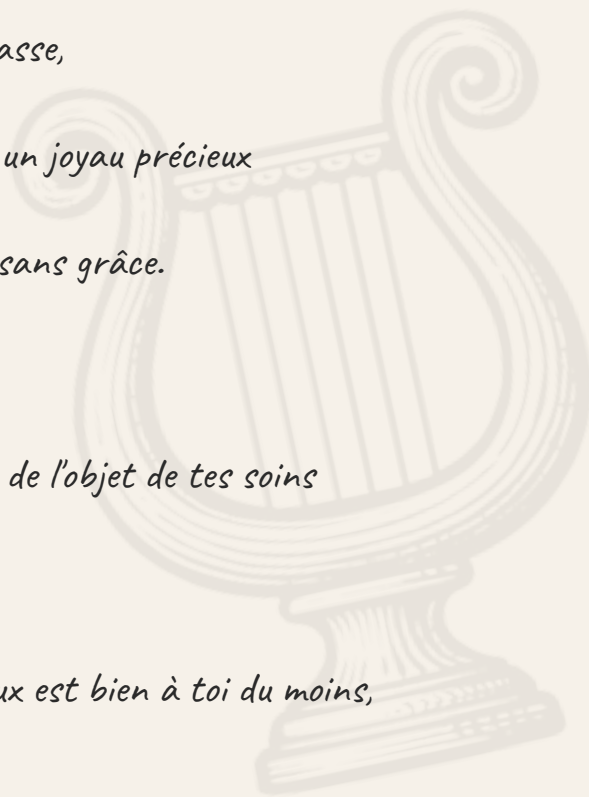 asse,
un joyau précieux
sans grâce.
de l'objet de tes soins
ux est bien à toi du moins,